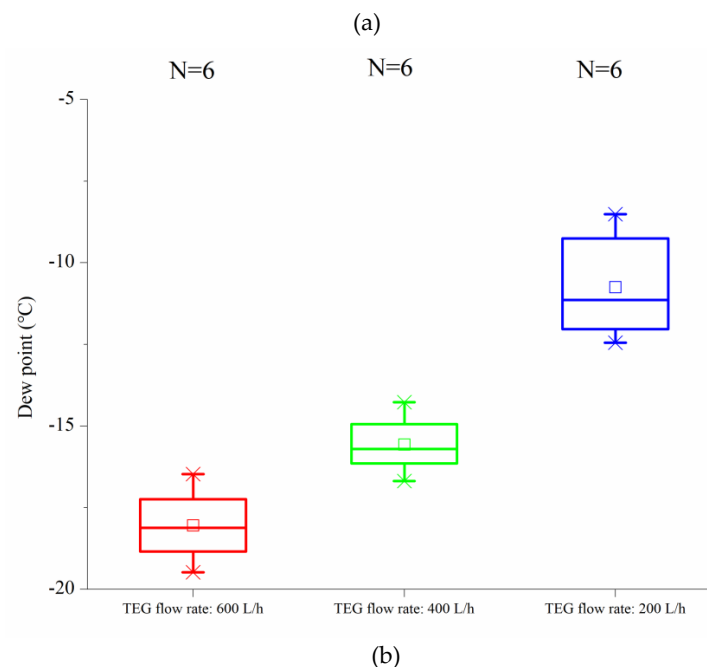 (a)
N=6 N=6 N=6
-5
-10
-15
-20
Dew point (℃)
TEG flow rate: 600 L/h TEG flow rate: 400 L/h TEG flow rate: 200 L/h
(b)